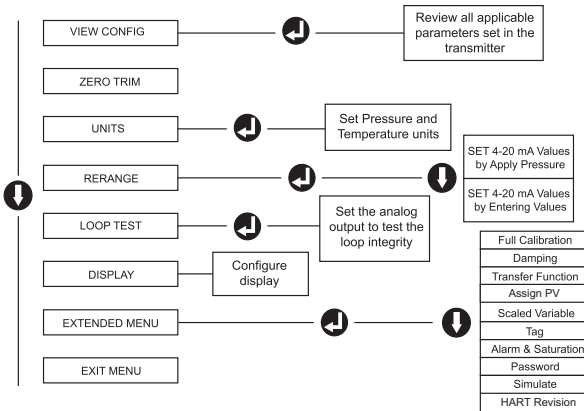 VIEW CONFIG
Review all applicable
parameters set in the
transmitter
ZERO TRIM
UNITS
Set Pressure and
Temperature units
RERANGE
SET 4-20 mA Values
by Apply Pressure
SET 4-20 mA Values
by Entering Values
LOOP TEST
Set the analog
output to test the
loop integrity
DISPLAY
Configure
display
EXTENDED MENU
Full Calibration
Damping
Transfer Function
Assign PV
Scaled Variable
Tag
Alarm & Saturation
Password
Simulate
HART Revision
EXIT MENU